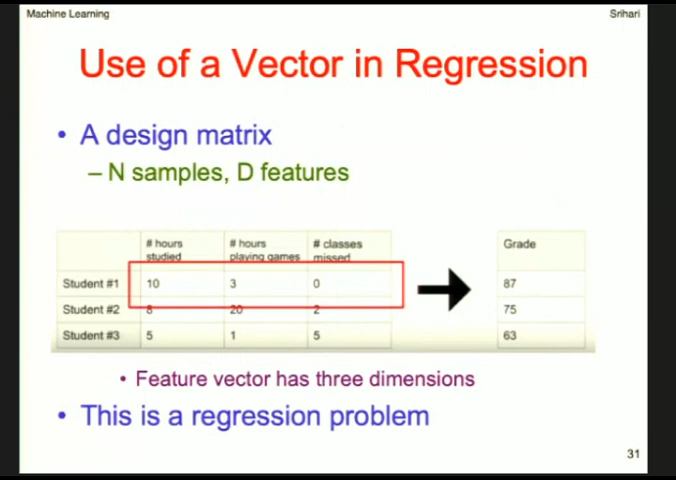 Machine Learning
Srihari
Use of a Vector in Regression
• A design matrix
– N samples, D features
# hours studied # hours playing games # classes missed Grade
Student #1 10 3 0 87
Student #2 8 20 2 75
Student #3 5 1 5 63
• Feature vector has three dimensions
• This is a regression problem
31